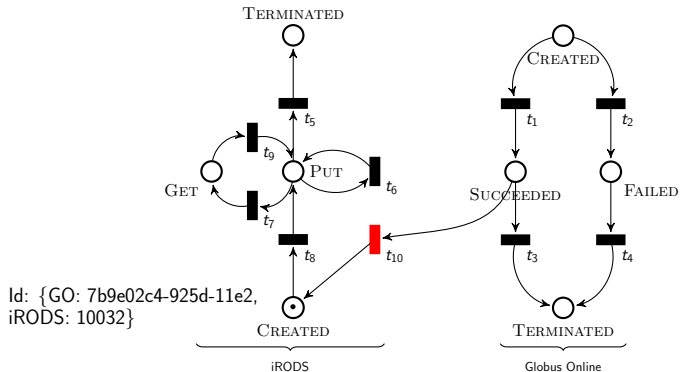 TERMINATED
CREATED
t5
t1
t2
t9
GET
PUT
t6
SUCCEEDED
FAILED
t7
t8
t10
t3
t4
Id: {GO: 7b9e02c4-925d-11e2,
iRODS: 10032}
CREATED
TERMINATED
iRODS
Globus Online